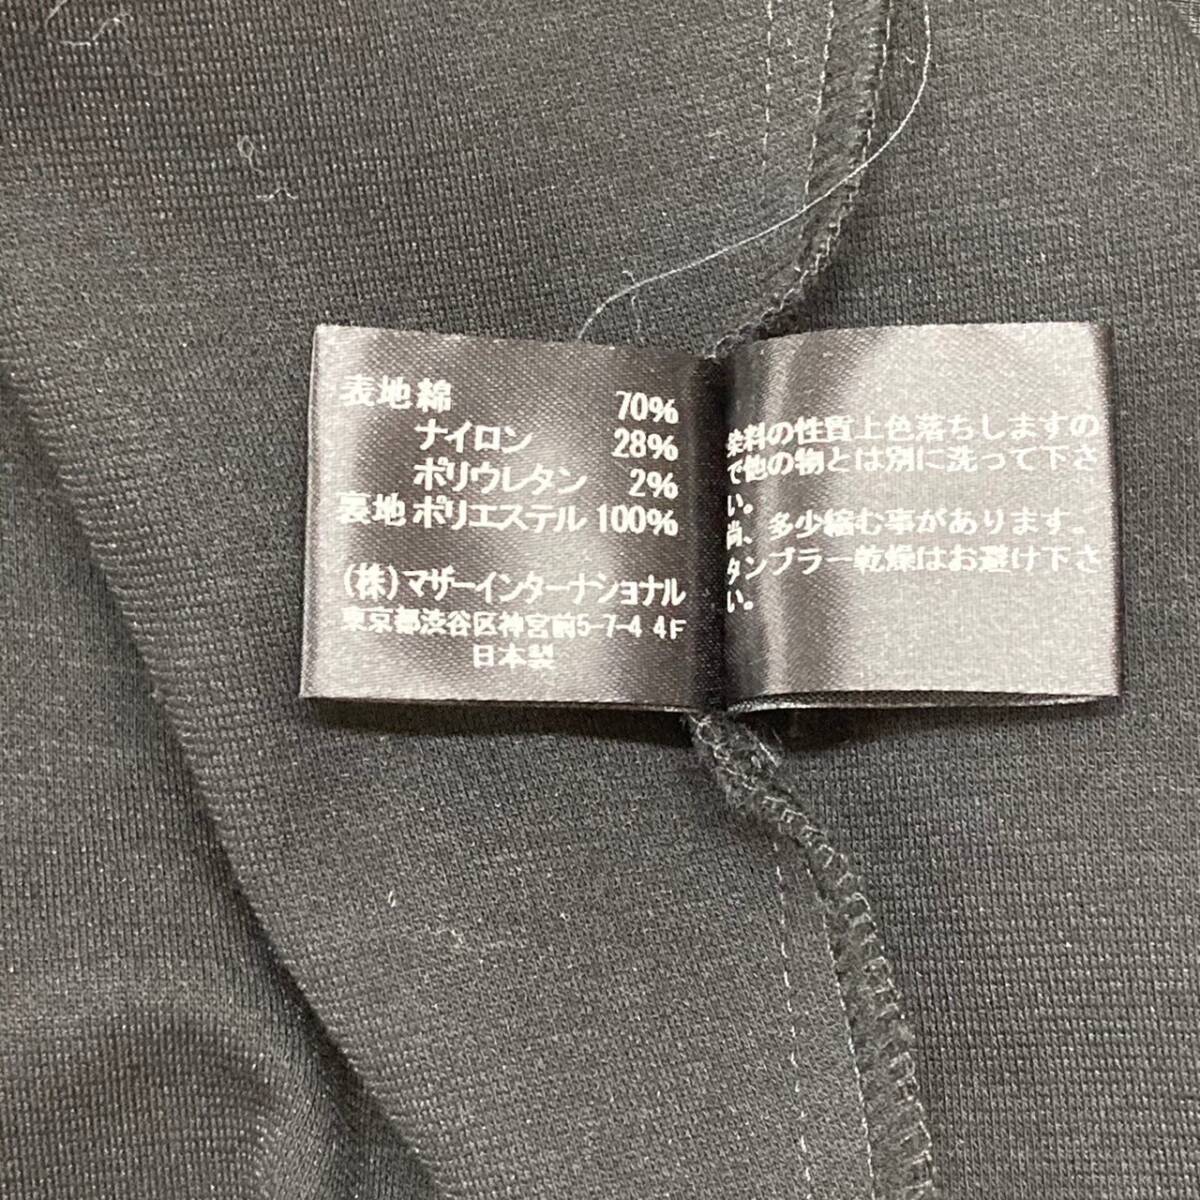 表地 綿 70%
ナイロン 28%
ポリウレタン 2%
裏地 ポリエステル 100%
(株)マザーインターナショナル
東京都渋谷区神宮前5-7-4 4F
日本製
染料の性質上色落ちしますの
で他の物とは別に洗って下さ
い。
尚、多少縮む事があります。
タンブラー乾燥はお避け下さ
い。